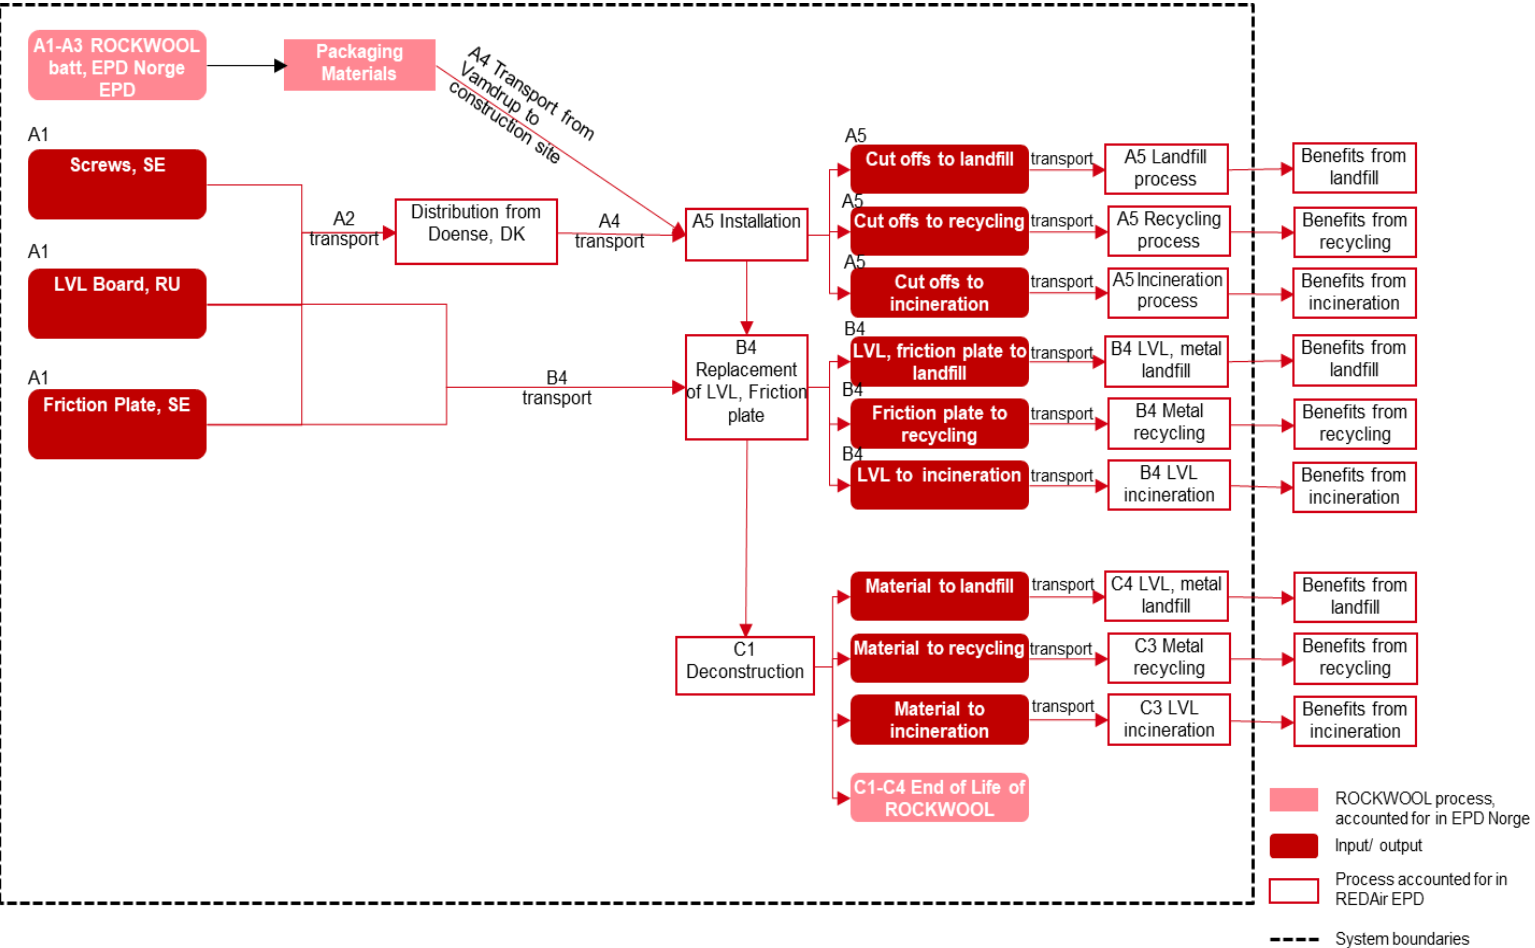 A1-A3 ROCKWOOL
batt, EPD Norge
EPD
Packaging
Materials
A4 Transport from
Vamdrup to
construction site
A1
Screws, SE
A1
LVL Board, RU
A1
Friction Plate, SE
A2
transport
Distribution from
Doense, DK
A4
transport
A5 Installation
B4
transport
B4
Replacement
of LVL, Friction
plate
C1
Deconstruction
A5
Cut offs to landfill
transport
A5 Landfill
process
Benefits from
landfill
A5
Cut offs to recycling
transport
A5 Recycling
process
Benefits from
recycling
A5
Cut offs to
incineration
transport
A5 Incineration
process
Benefits from
incineration
B4
LVL, friction plate to
landfill
transport
B4 LVL, metal
landfill
Benefits from
landfill
B4
Friction plate to
recycling
transport
B4 Metal
recycling
Benefits from
recycling
B4
LVL to incineration
transport
B4 LVL
incineration
Benefits from
incineration
Material to landfill
transport
C4 LVL, metal
landfill
Benefits from
landfill
Material to recycling
transport
C3 Metal
recycling
Benefits from
recycling
Material to
incineration
transport
C3 LVL
incineration
Benefits from
incineration
C1-C4 End of Life of
ROCKWOOL
ROCKWOOL process,
accounted for in EPD Norge
Input/ output
Process accounted for in
REDAir EPD
System boundaries